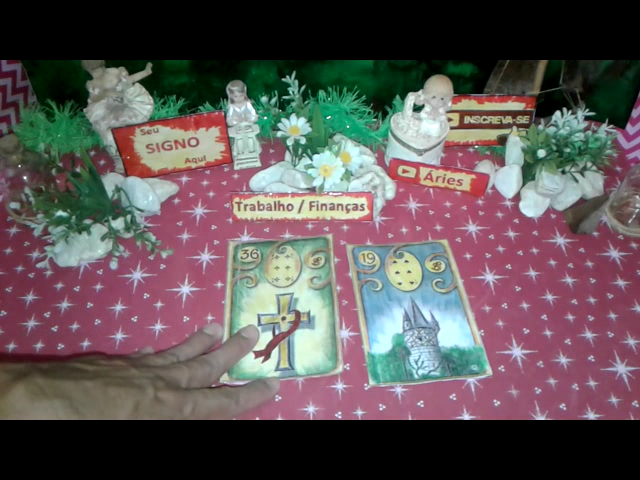 Seu
SIGNO
Aqui
INSCREVA-SE
Áries
Trabalho / Finanças
36
19